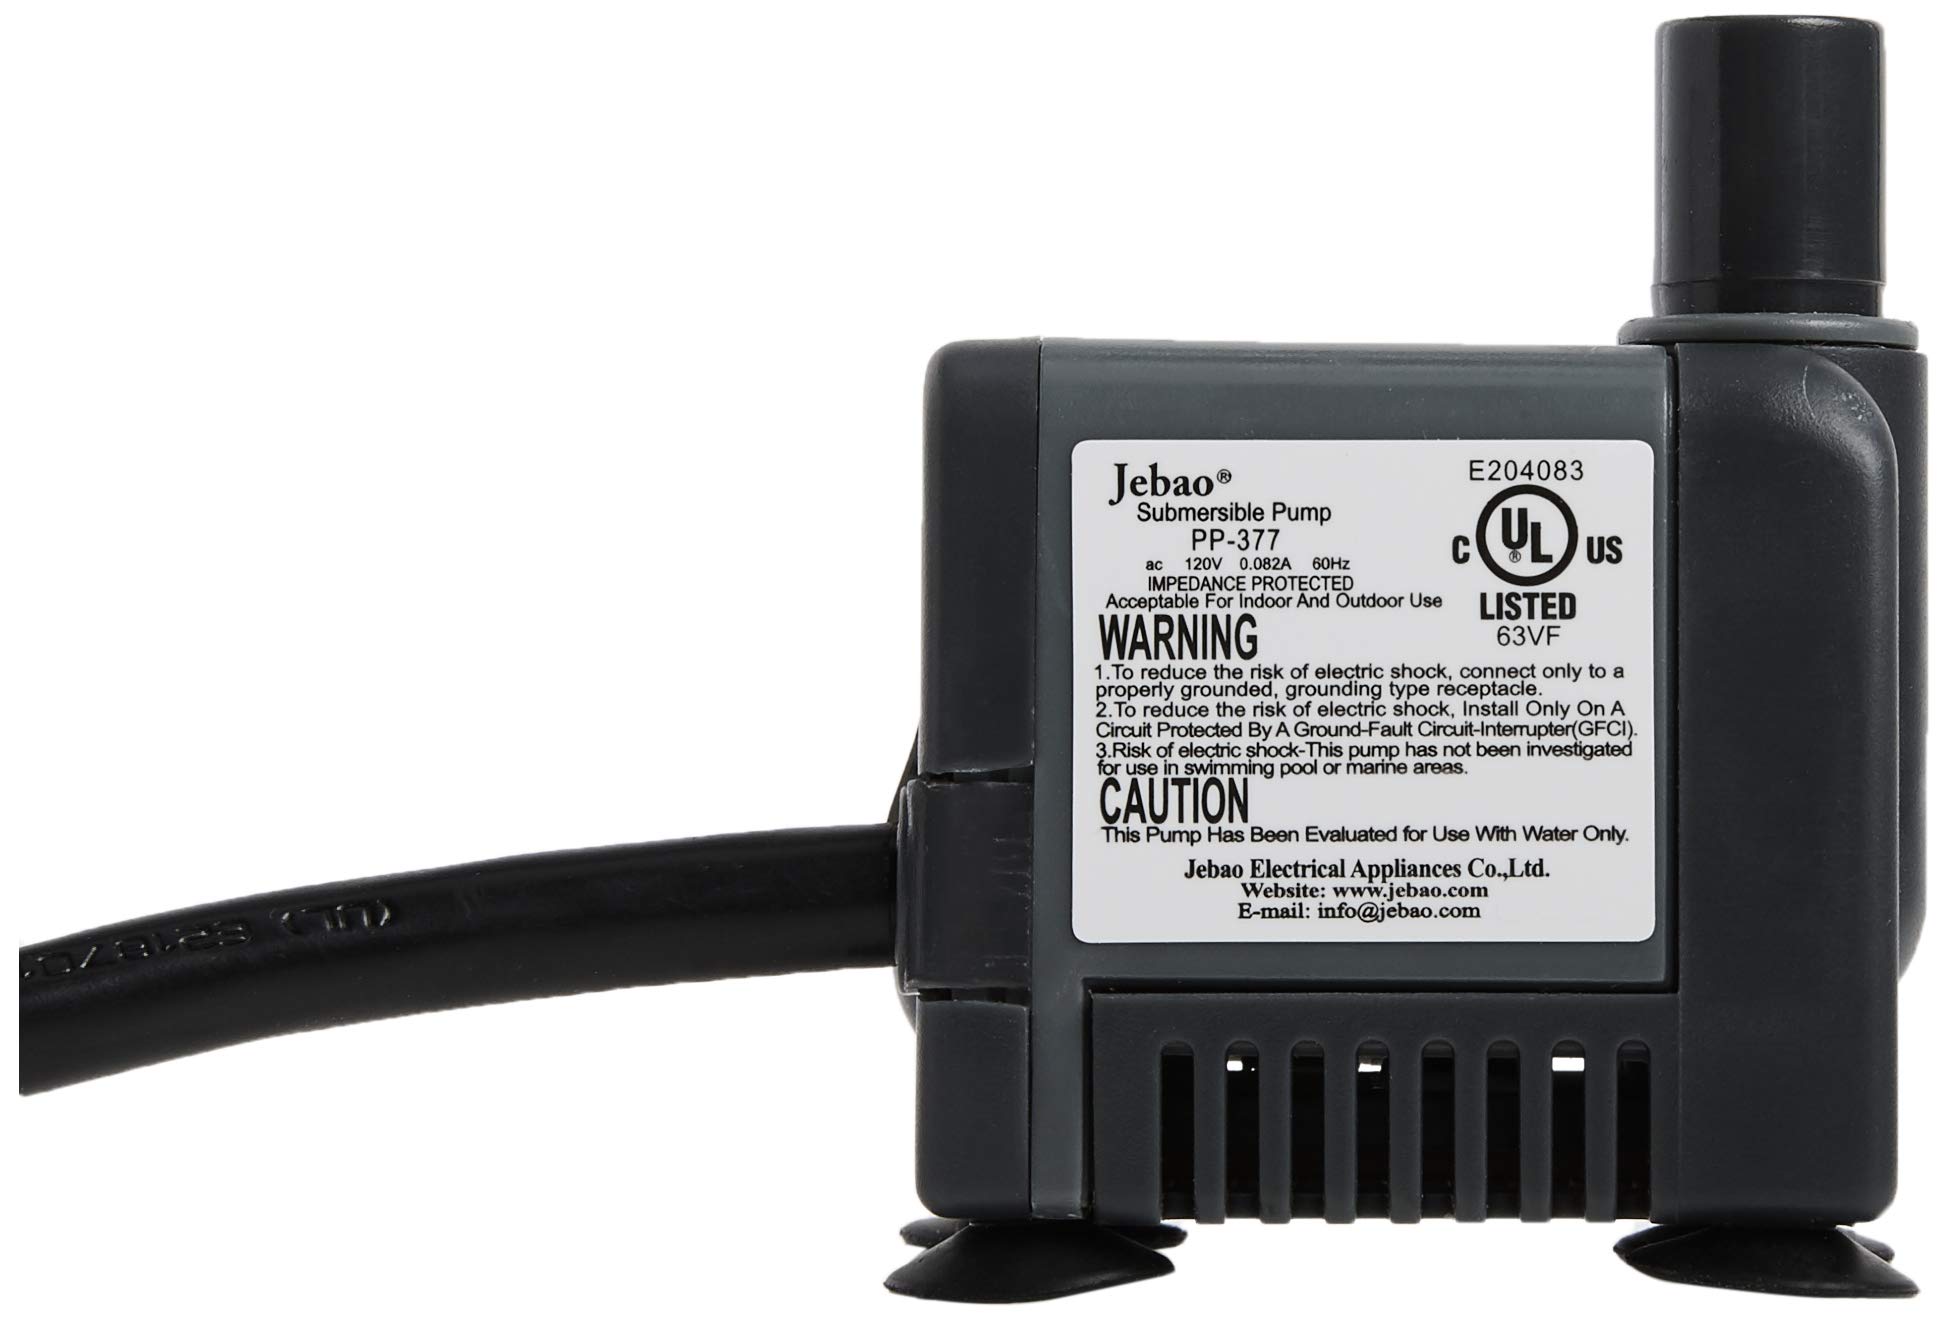 Jebao®
Submersible Pump
PP-377
ac 120V 0.082A 60Hz
IMPEDANCE PROTECTED
Acceptable For Indoor And Outdoor Use
E204083
C UL® US
LISTED
63VF
WARNING
1.To reduce the risk of electric shock, connect only to a
properly grounded, grounding type receptacle.
2.To reduce the risk of electric shock, Install Only On A
Circuit Protected By A Ground-Fault Circuit-Interrupter(GFCI).
3.Risk of electric shock-This pump has not been investigated
for use in swimming pool or marine areas.
CAUTION
This Pump Has Been Evaluated for Use With Water Only.
Jebao Electrical Appliances Co.,Ltd.
Website: www.jebao.com
E-mail: info@jebao.com
(UL)